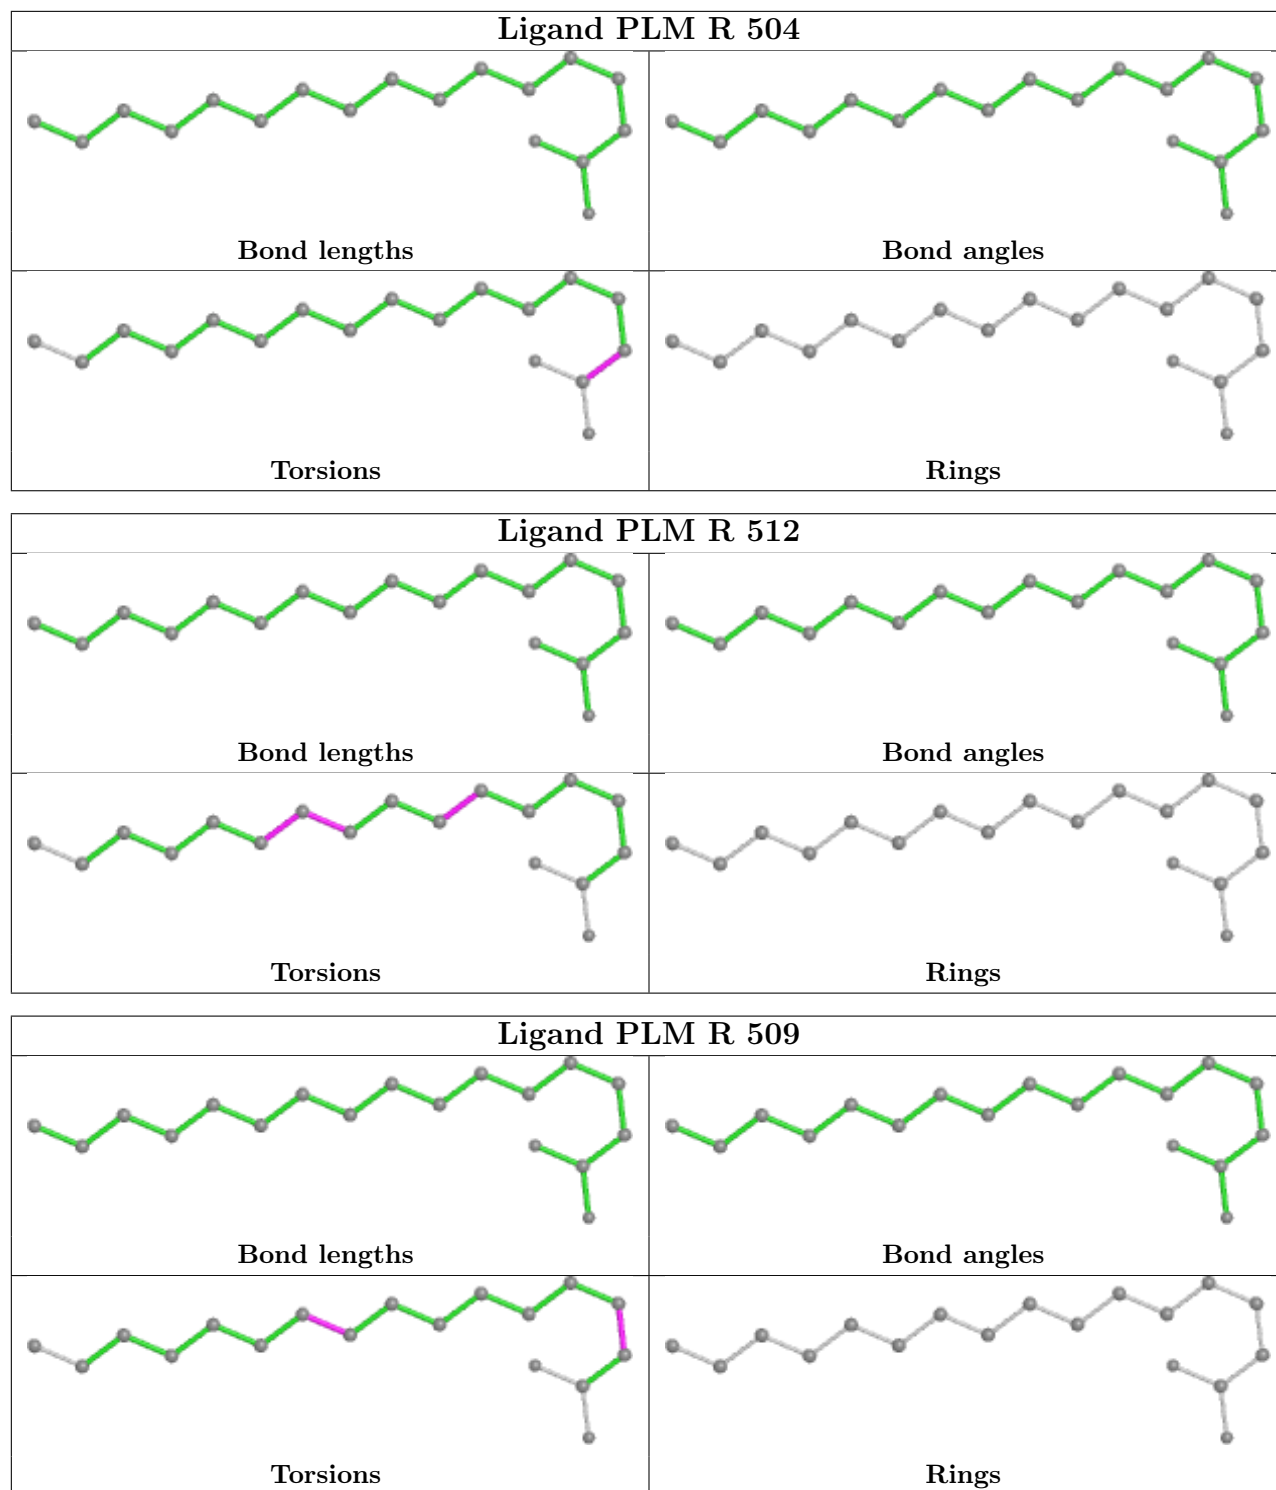 Ligand PLM R 504
Bond lengths
Bond angles
Torsions
Rings
Ligand PLM R 512
Bond lengths
Bond angles
Torsions
Rings
Ligand PLM R 509
Bond lengths
Bond angles
Torsions
Rings